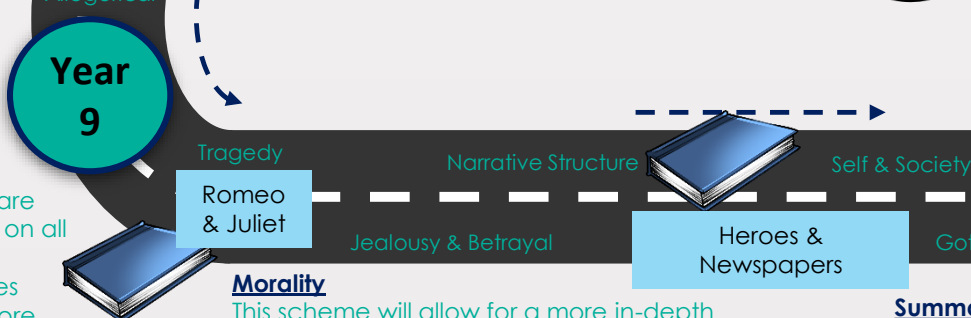 Year
9
Tragedy
Narrative Structure
Self & Society
Romeo
& Juliet
are
on all
Jealousy & Betrayal
Heroes &
Newspapers
Morality
This scheme will allow for a more in-depth